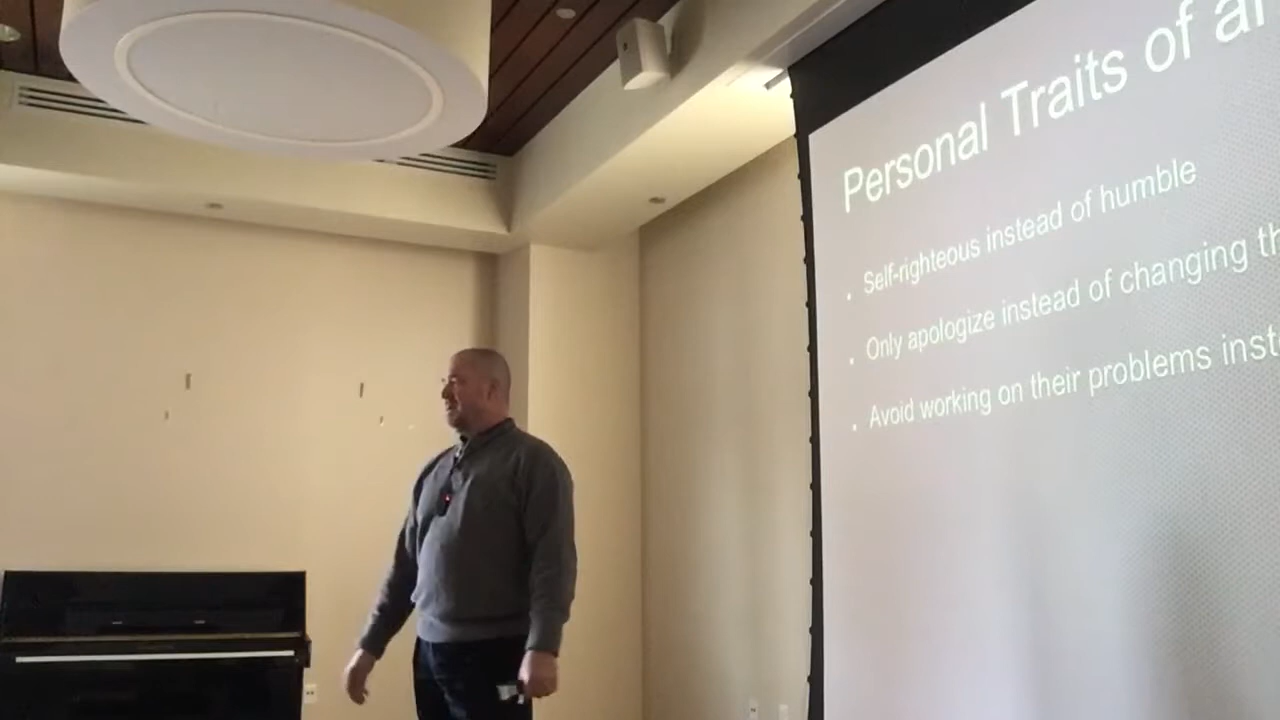 Personal Traits of an
Self-righteous instead of humble
Only apologize instead of changing th
Avoid working on their problems inste